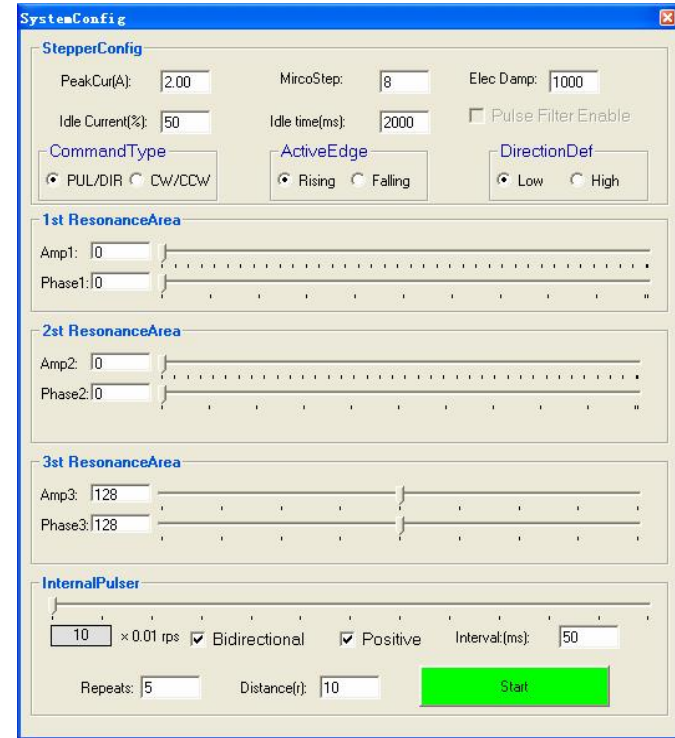 SystemConfig
StepperConfig
PeakCur(A): 2.00 MircoStep: 8 Elec Damp: 1000
Idle Current(%): 50 Idle time(ms): 2000 Pulse Filter Enable
CommandType ActiveEdge DirectionDef
PUL/DIR CW/CCW Rising Falling Low High
1st ResonanceArea
Amp1: 0
Phase1: 0
2st ResonanceArea
Amp2: 0
Phase2: 0
3st ResonanceArea
Amp3: 128
Phase3: 128
InternalPulser
10 × 0.01 rps Bidirectional Positive Interval:(ms): 50
Repeats: 5 Distance(r): 10 Start